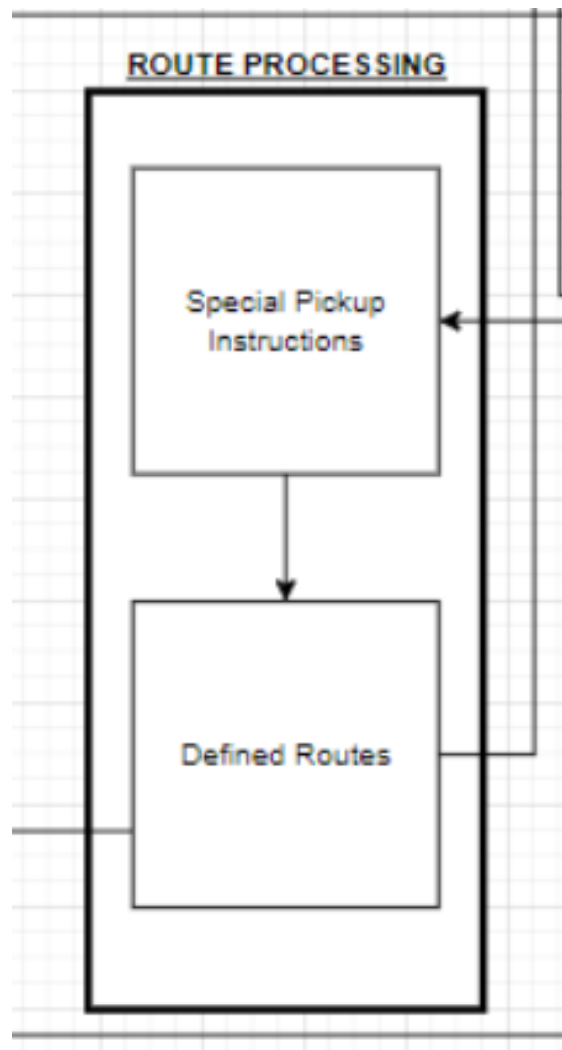 ROUTE PROCESSING
Special Pickup
Instructions
Defined Routes